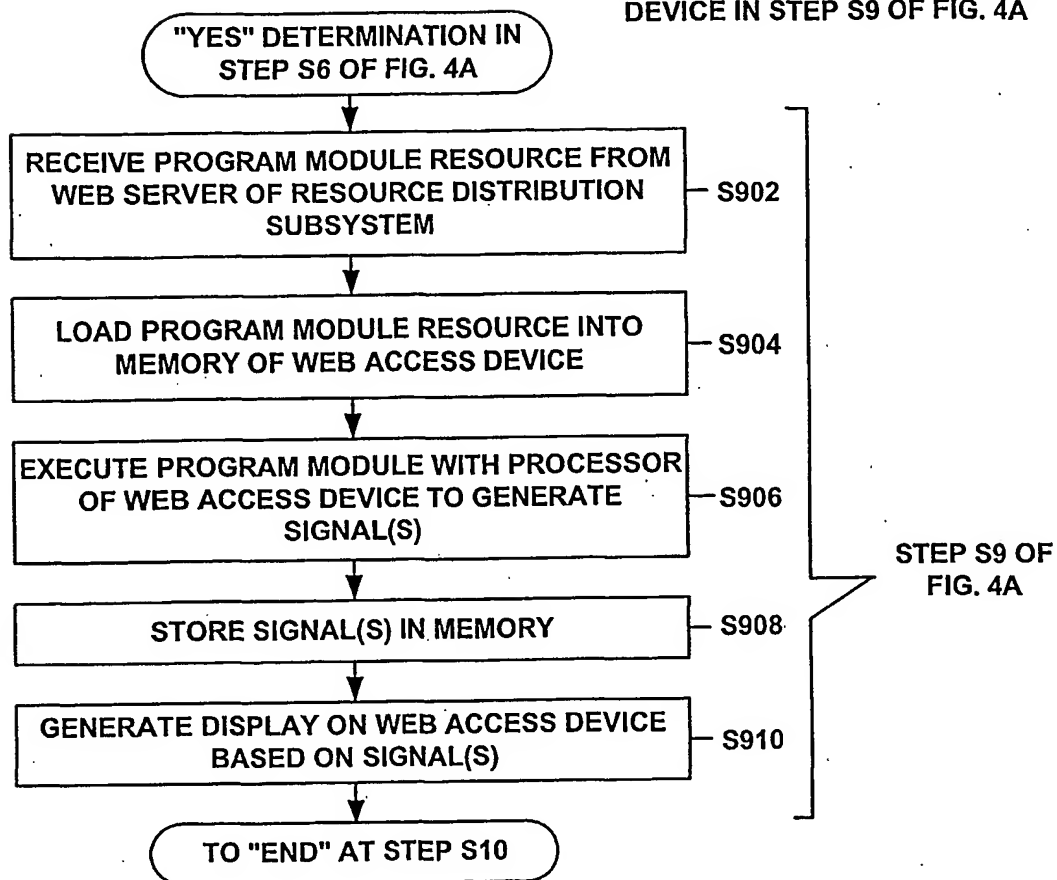 DEVICE IN STEP S9 OF FIG. 4A
"YES" DETERMINATION IN
STEP S6 OF FIG. 4A
RECEIVE PROGRAM MODULE RESOURCE FROM
WEB SERVER OF RESOURCE DISTRIBUTION
SUBSYSTEM
S902
LOAD PROGRAM MODULE RESOURCE INTO
MEMORY OF WEB ACCESS DEVICE
S904
EXECUTE PROGRAM MODULE WITH PROCESSOR
OF WEB ACCESS DEVICE TO GENERATE
SIGNAL(S)
S906
STEP S9 OF
FIG. 4A
STORE SIGNAL(S) IN MEMORY
S908
GENERATE DISPLAY ON WEB ACCESS DEVICE
BASED ON SIGNAL(S)
S910
TO "END" AT STEP S10